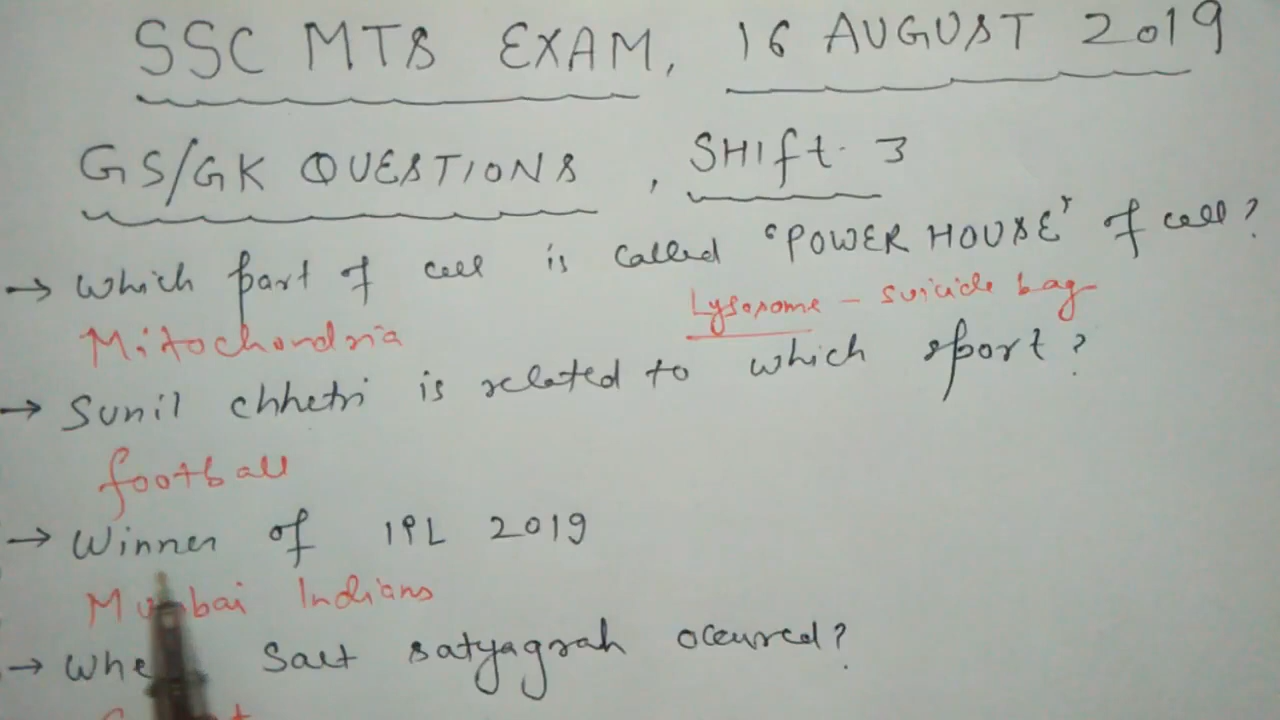 SSC MTS EXAM, 16 AUGUST 2019
GS/GK QUESTIONS, SHIft-3
→ Which part of cell is called 'POWER HOUSE' of cell?
Mitochondria Lysosome - suicide bag
→ Sunil chhetri is related to which sport?
football
→ Winner of IPL 2019
Mumbai Indians
→ Salt satyagrah occured?